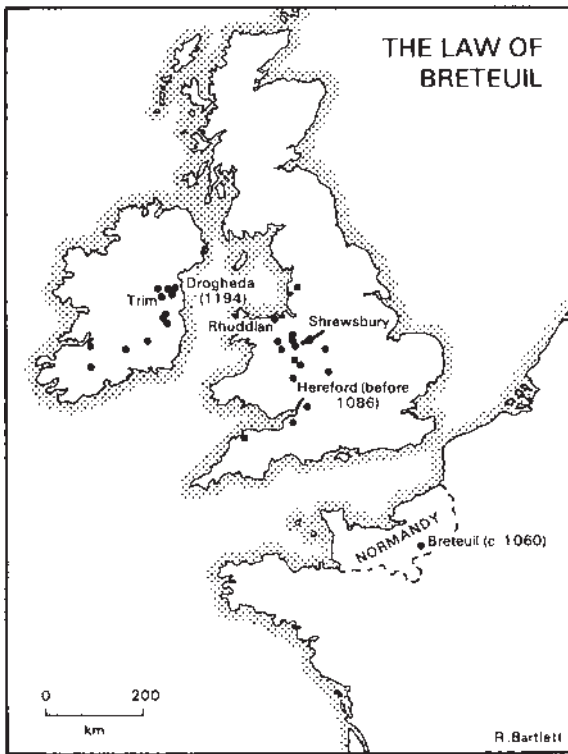 THE LAW OF
BRETEUIL
Drogheda
(1194)
Trim
Rhuddlan
Shrewsbury
Hereford (before
1086)
NORMANDY
Breteuil (c 1060)
0 200
km
R.Bartlett